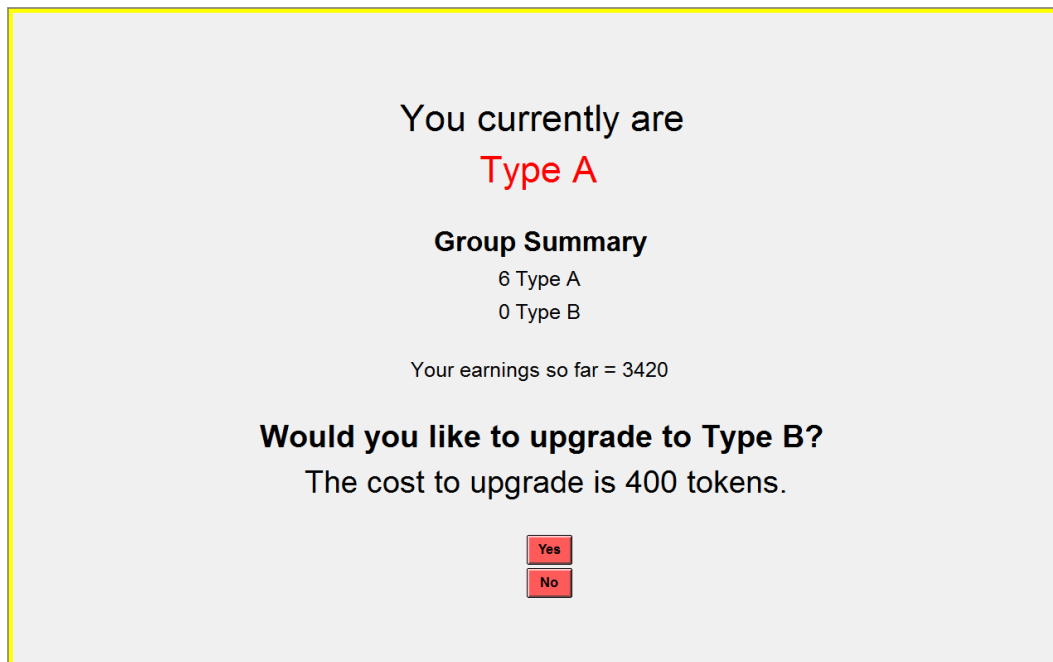 You currently are
Type A
Group Summary
6 Type A
0 Type B
Your earnings so far = 3420
Would you like to upgrade to Type B?
The cost to upgrade is 400 tokens.
Yes
No